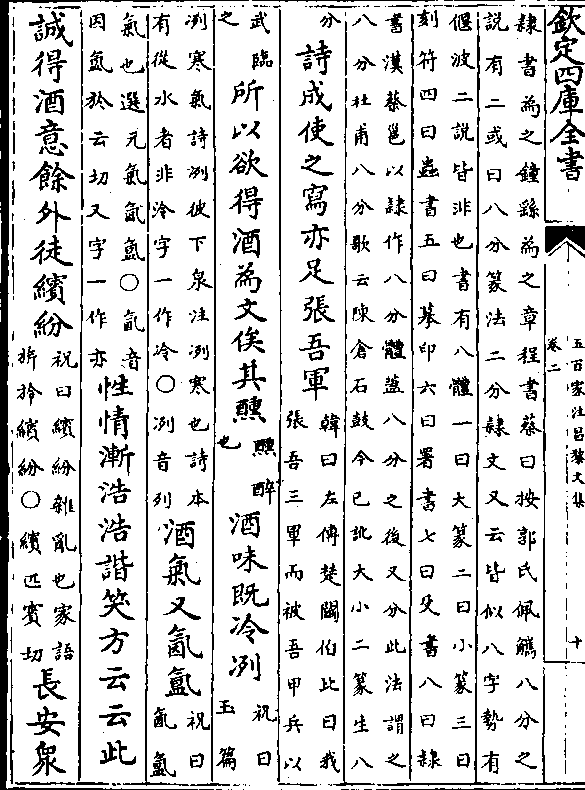 欽定四庫全書
五百家注昌黎文集
卷二
十
隸書為之鍾繇為之章程書蔡曰按郭氏佩觿八分之
說有二或曰八分篆法二分隸文又云皆似八字勢有
偃波二說皆非也書有八體一曰大篆二曰小篆三曰
刻符四曰蟲書五曰摹印六曰署書七曰殳書八曰隸
書漢蔡邕以隸作八分體蓋八分之後又分此法謂之
八分杜甫八分歌云陳倉石鼓今已訛大小二篆生八
分
詩成使之寫亦足張吾軍
韓曰左傳楚鬬伯比曰我
張吾三軍而被吾甲兵以
武臨
之
所以欲得酒為文俟其醺
醺醉
也
酒味既冷冽
祝曰
玉篇
冽寒氣詩冽彼下泉注冽寒也詩本
有從水者非泠字一作冷○冽音列
酒氣又氤氳
祝曰
氤氳
氣也選元氣氤氳○氤音
因氳於云切又字一作亦
性情漸浩浩諧笑方云云此
誠得酒意餘外徒繽紛
祝曰繽紛雜亂也家語
旂旍繽紛○繽匹賓切
長安衆